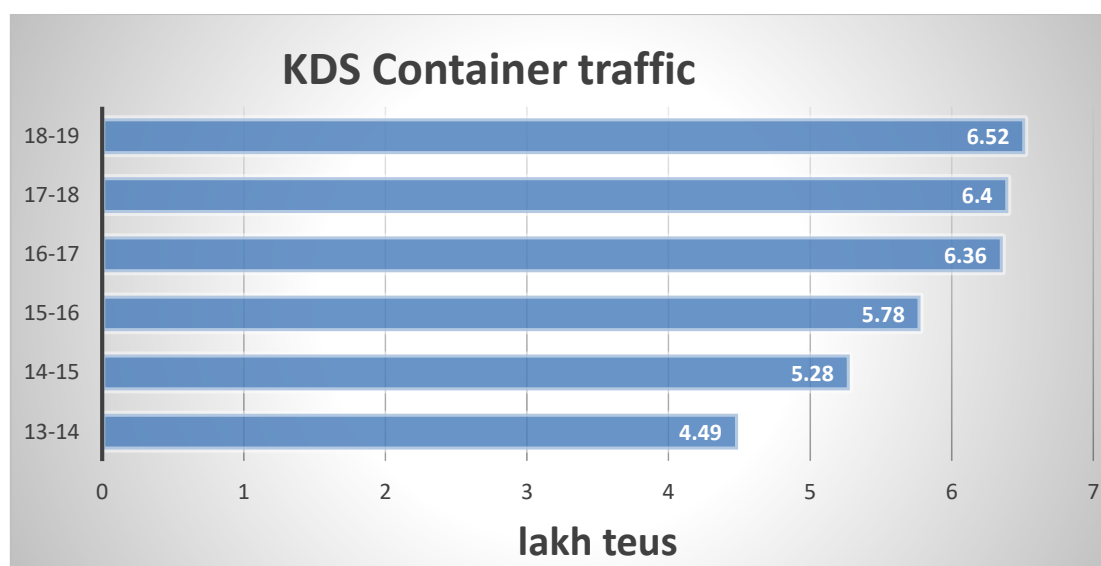 KDS Container traffic
18-19 6.52
17-18 6.4
16-17 6.36
15-16 5.78
14-15 5.28
13-14 4.49
0 1 2 3 4 5 6 7
lakh teus